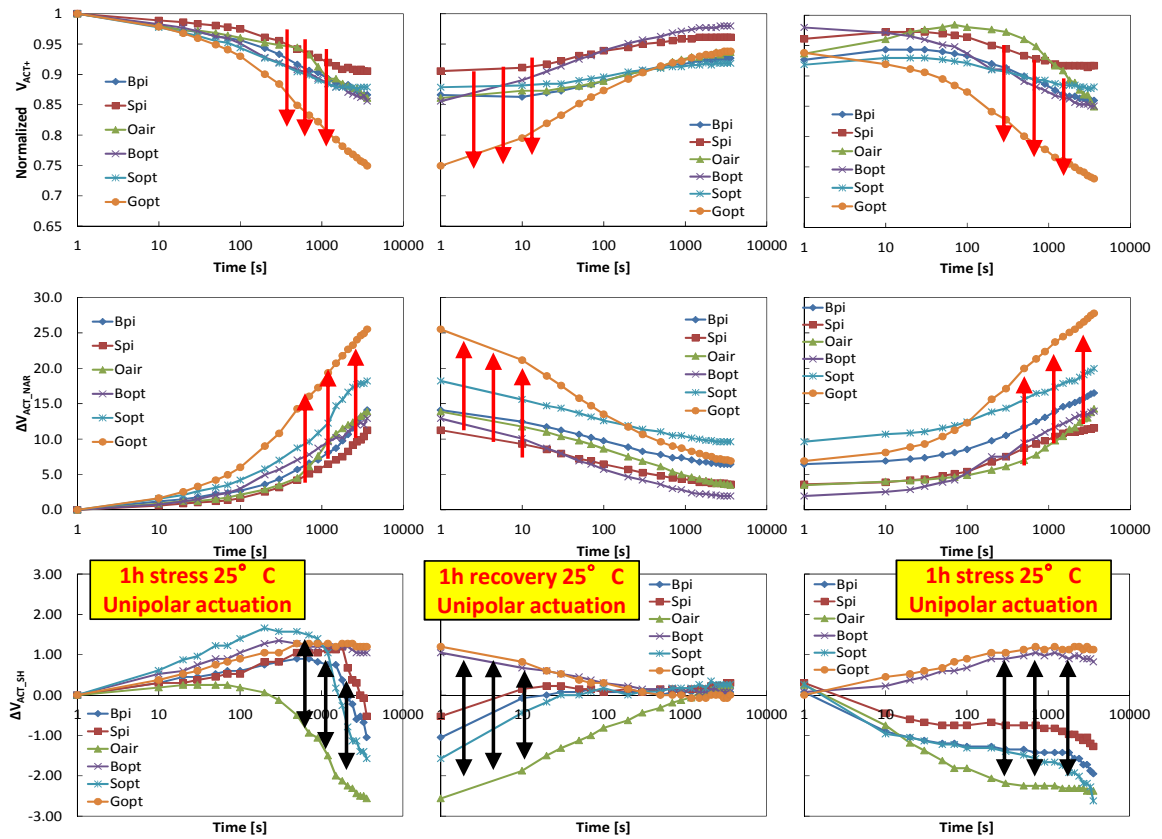 Normalized V_ACT+
1
0.95
0.9
0.85
0.8
0.75
0.7
0.65
Bpi
Spi
Oair
Bopt
Sopt
Gopt
1 10 100 1000 10000
Time [s]
Bpi
Spi
Oair
Bopt
Sopt
Gopt
1 10 100 1000 10000
Time [s]
Bpi
Spi
Oair
Bopt
Sopt
Gopt
1 10 100 1000 10000
Time [s]
ΔV_ACT_NAR
30.0
25.0
20.0
15.0
10.0
5.0
0.0
Bpi
Spi
Oair
Bopt
Sopt
Gopt
1 10 100 1000 10000
Time [s]
Bpi
Spi
Oair
Bopt
Sopt
Gopt
1 10 100 1000 10000
Time [s]
Bpi
Spi
Oair
Bopt
Sopt
Gopt
1 10 100 1000 10000
Time [s]
1h stress 25° C
Unipolar actuation
ΔV_ACT_SH
3.00
2.00
1.00
0.00
-1.00
-2.00
-3.00
1 10 100 1000 10000
Bpi
Spi
Oair
Bopt
Sopt
Gopt
Time [s]
1h recovery 25° C
Unipolar actuation
Bpi
Spi
Oair
Bopt
Sopt
Gopt
1 10 100 1000 10000
Time [s]
1h stress 25° C
Unipolar actuation
Bpi
Spi
Oair
Bopt
Sopt
Gopt
1 10 100 1000 10000
Time [s]